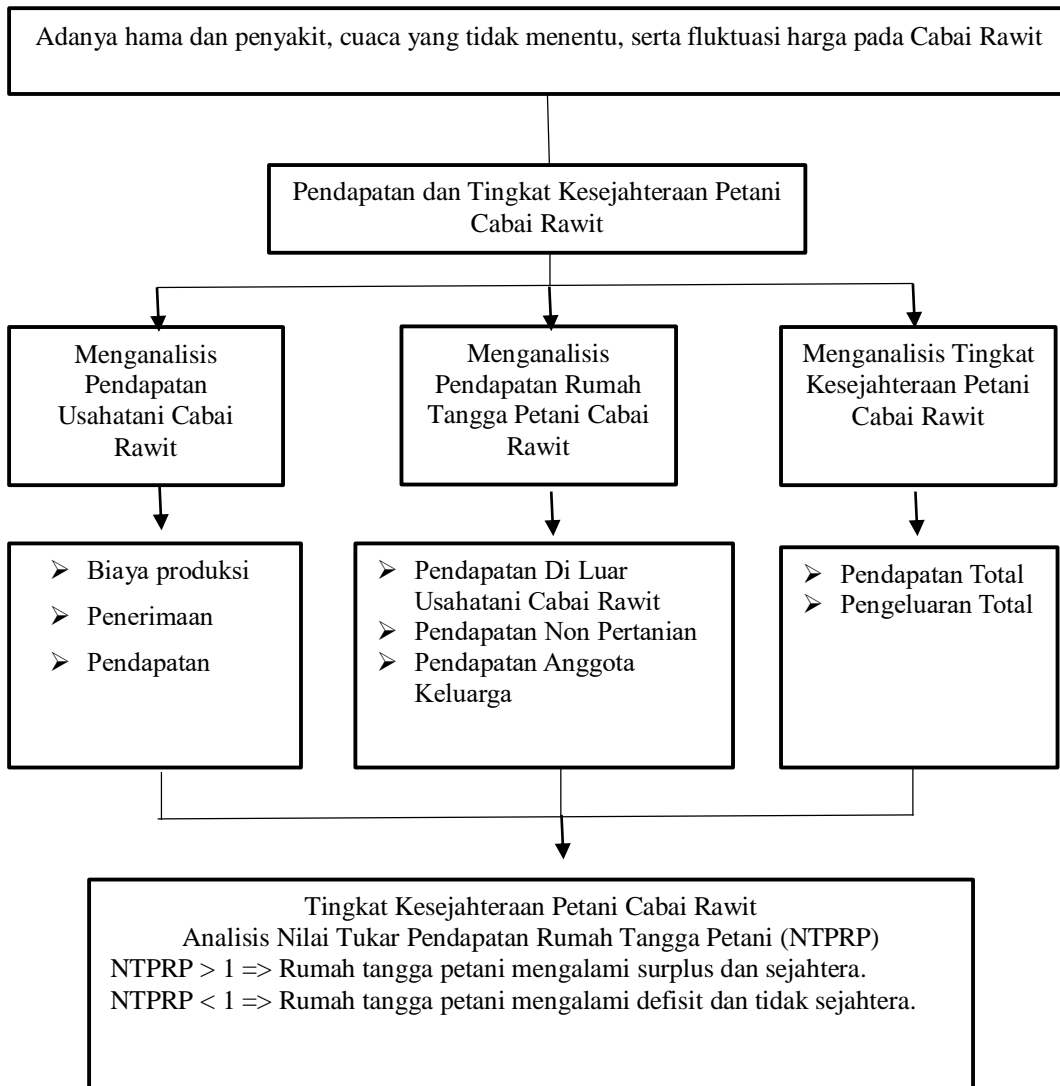 Adanya hama dan penyakit, cuaca yang tidak menentu, serta fluktuasi harga pada Cabai Rawit
Pendapatan dan Tingkat Kesejahteraan Petani
Cabai Rawit
Menganalisis
Pendapatan
Usahatani Cabai
Rawit
Menganalisis
Pendapatan Rumah
Tangga Petani Cabai
Rawit
Menganalisis Tingkat
Kesejahteraan Petani
Cabai Rawit
➢ Biaya produksi
➢ Penerimaan
➢ Pendapatan
➢ Pendapatan Di Luar
Usahatani Cabai Rawit
➢ Pendapatan Non Pertanian
➢ Pendapatan Anggota
Keluarga
➢ Pendapatan Total
➢ Pengeluaran Total
Tingkat Kesejahteraan Petani Cabai Rawit
Analisis Nilai Tukar Pendapatan Rumah Tangga Petani (NTPRP)
NTPRP > 1 => Rumah tangga petani mengalami surplus dan sejahtera.
NTPRP < 1 => Rumah tangga petani mengalami defisit dan tidak sejahtera.